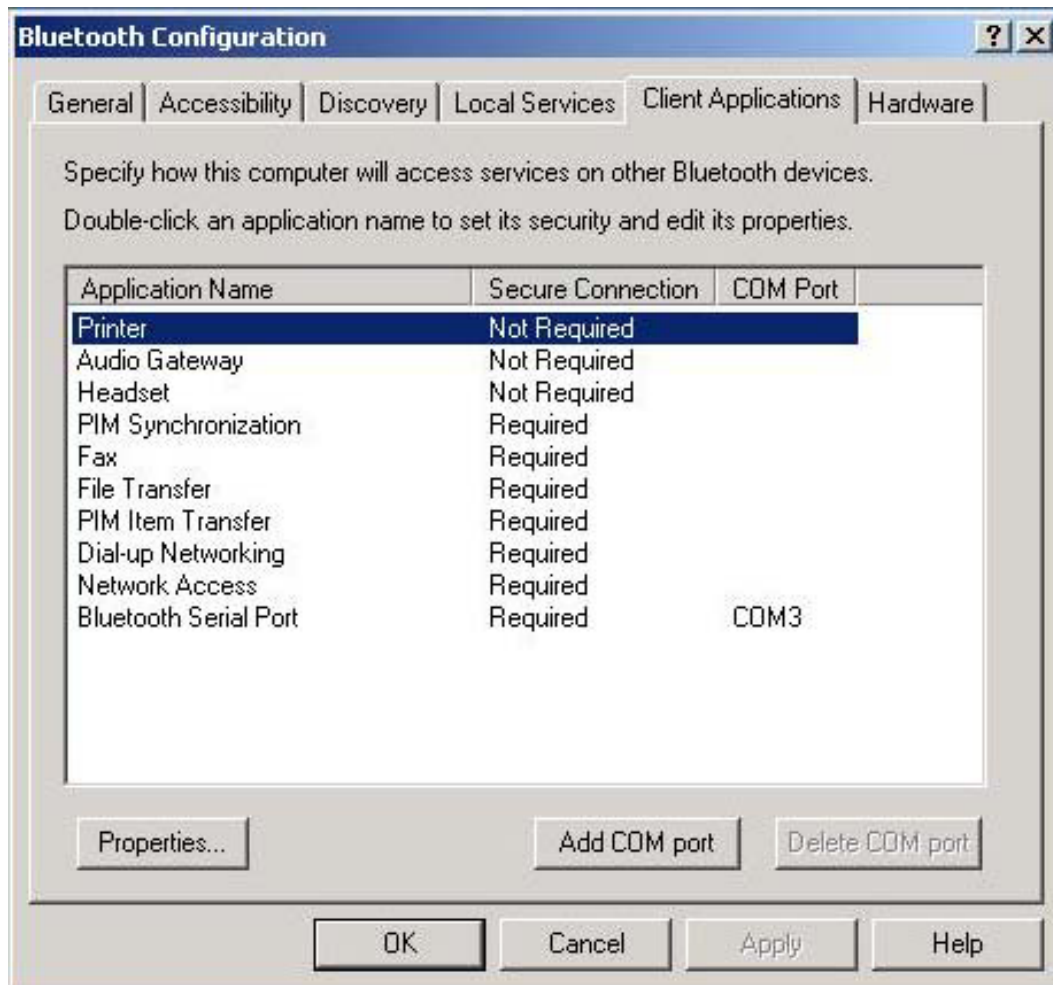 Bluetooth Configuration
General Accessibility Discovery Local Services Client Applications Hardware
Specify how this computer will access services on other Bluetooth devices.
Double-click an application name to set its security and edit its properties.
Application Name Secure Connection COM Port
Printer Not Required
Audio Gateway Not Required
Headset Not Required
PIM Synchronization Required
Fax Required
File Transfer Required
PIM Item Transfer Required
Dial-up Networking Required
Network Access Required
Bluetooth Serial Port Required COM3
Properties... Add COM port Delete COM port
OK Cancel Apply Help